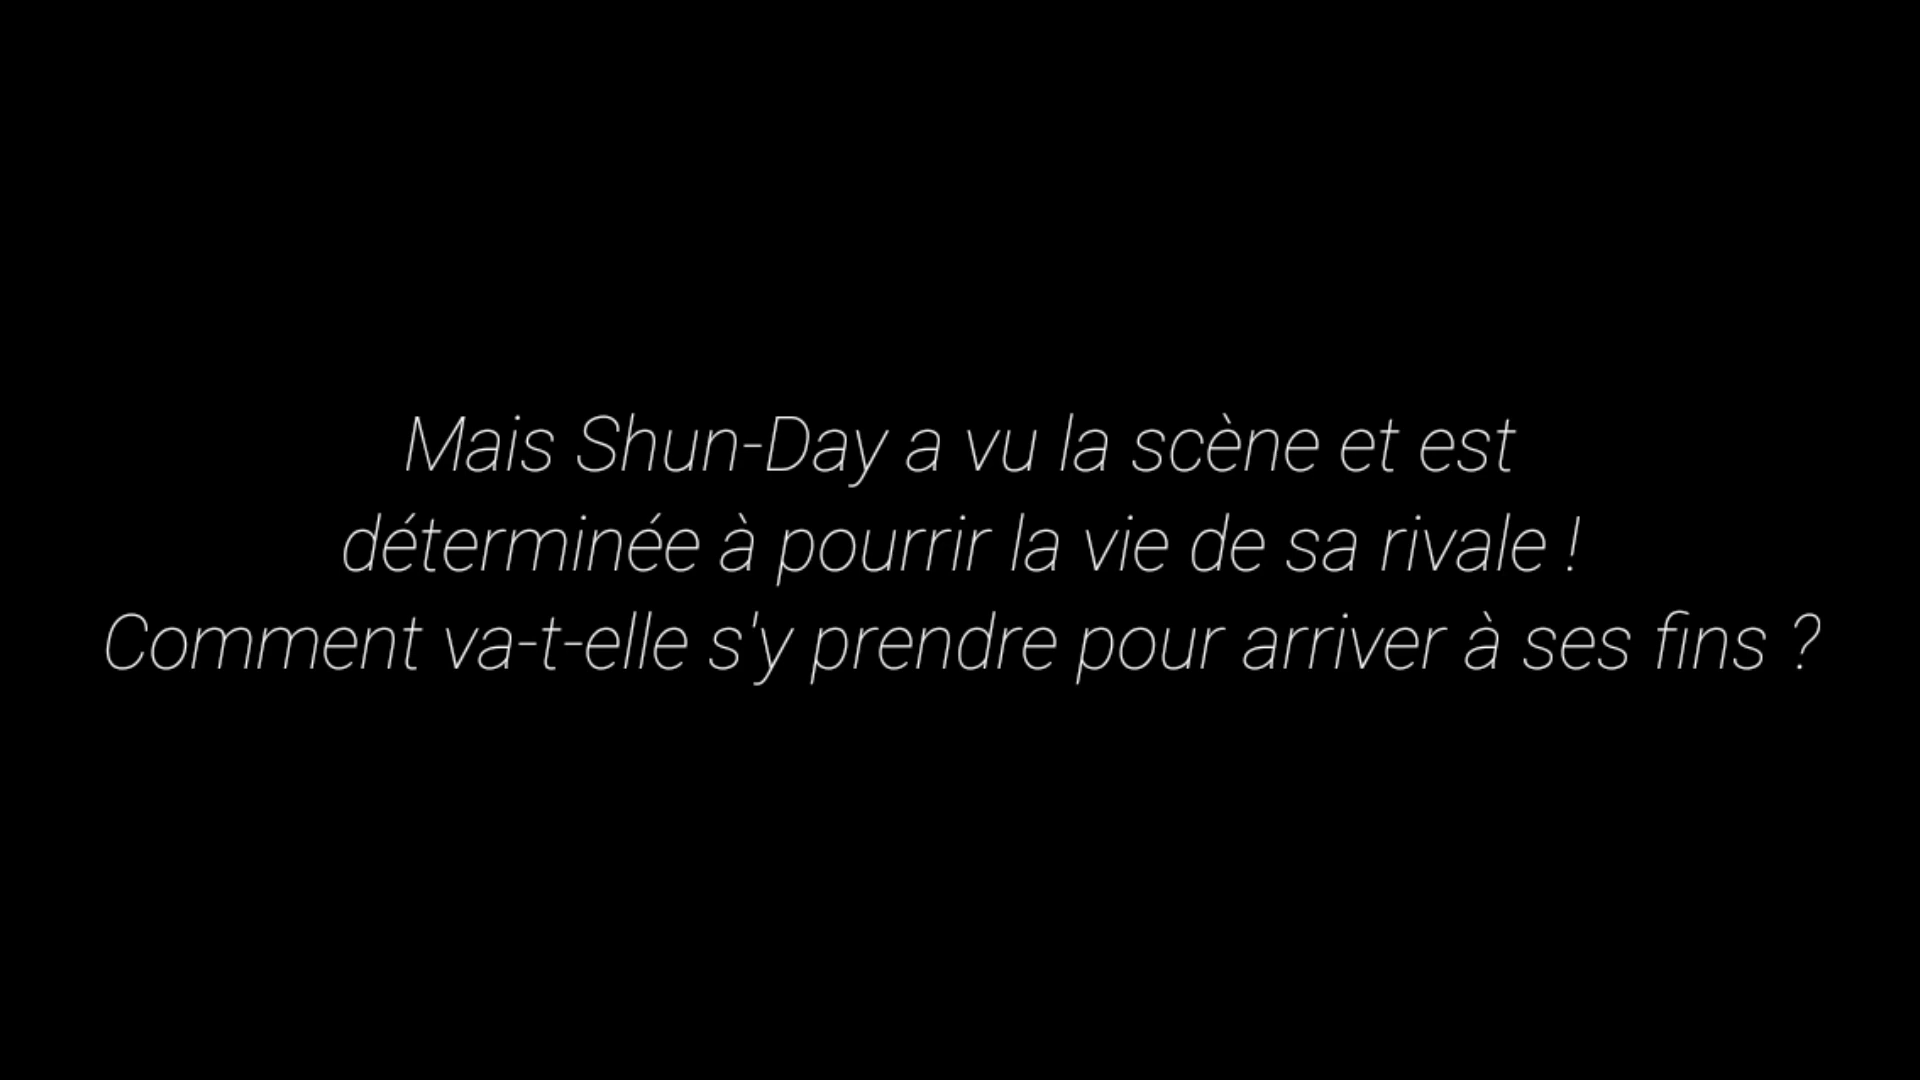 Mais Shun-Day a vu la scène et est
déterminée à pourrir la vie de sa rivale !
Comment va-t-elle s'y prendre pour arriver à ses fins ?